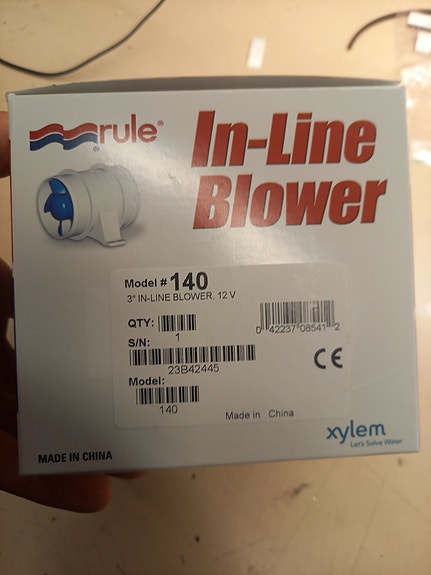 rule®
In-Line
Blower
Model # 140
3" IN-LINE BLOWER, 12 V
QTY:
1
S/N:
23B42445
Model:
140
0 42237 08541 2
CE
Made in China
xylem
Let's Solve Water
MADE IN CHINA